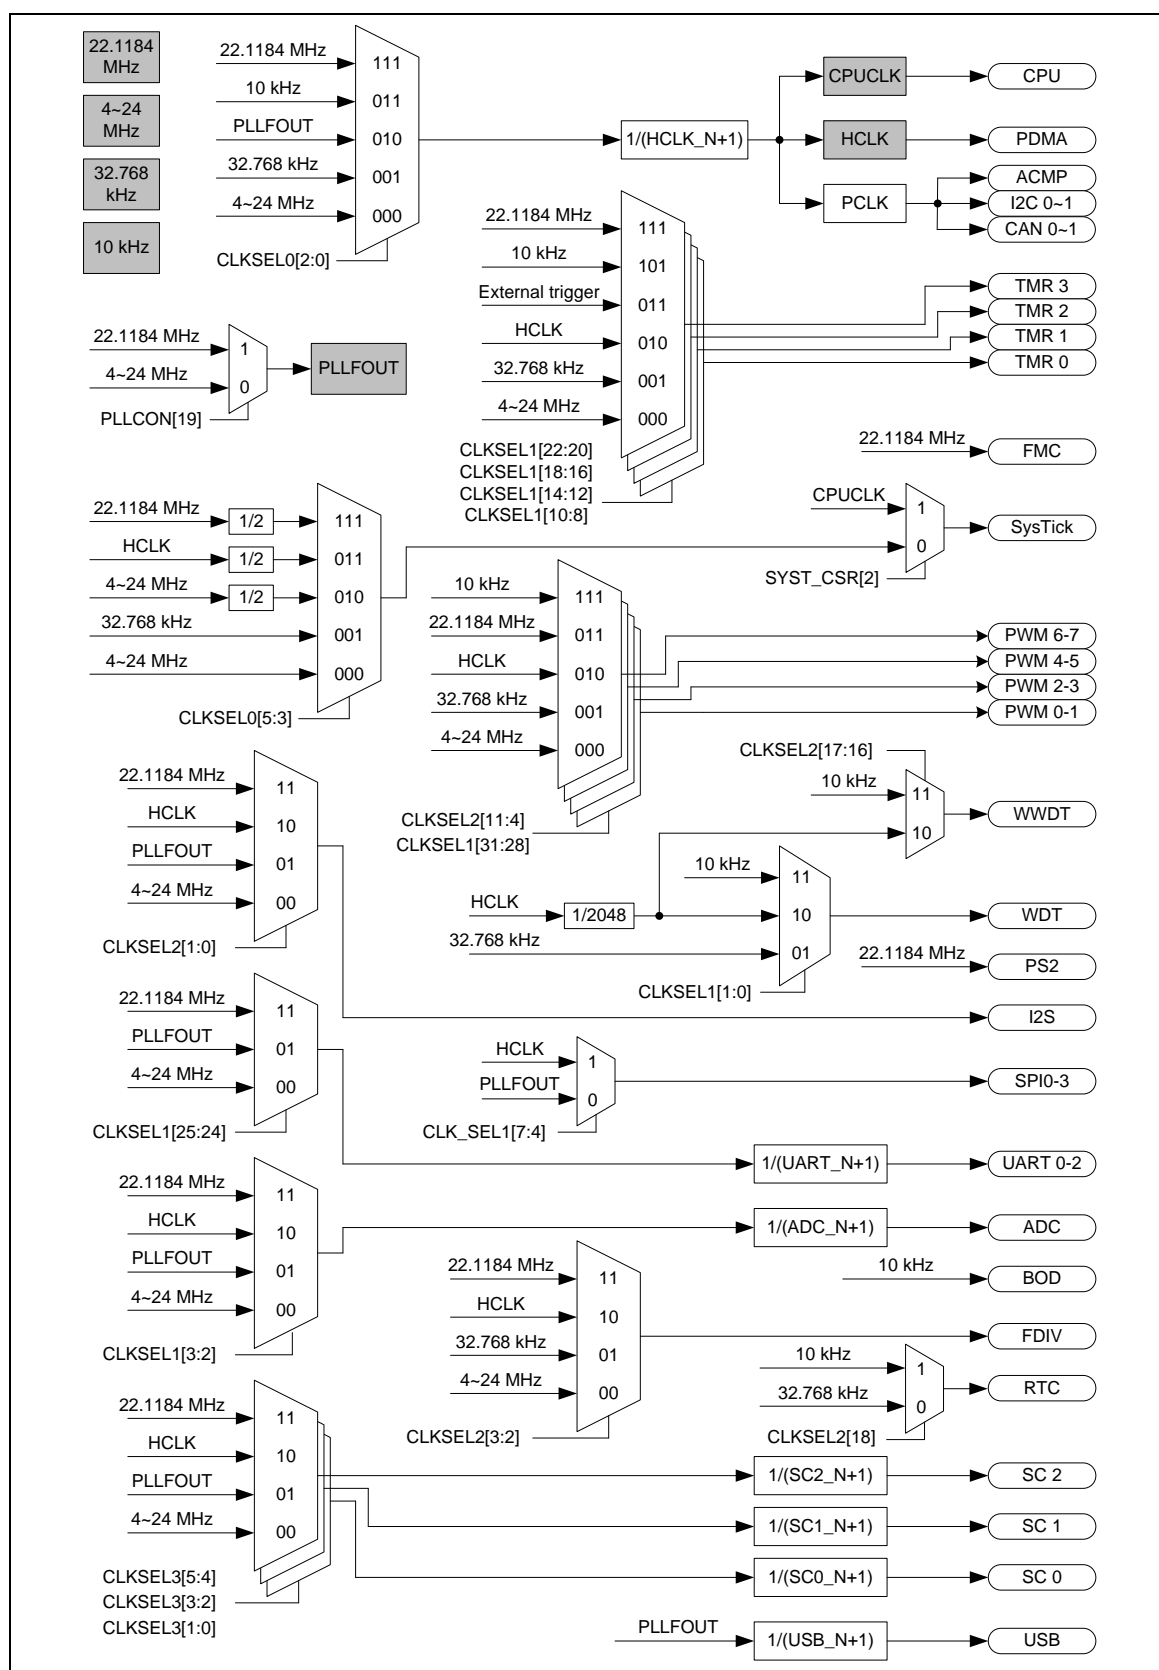 22.1184
MHz
4~24
MHz
32.768
kHz
10 kHz
22.1184 MHz
111
10 kHz
011
PLLFOUT
010
32.768 kHz
001
4~24 MHz
000
CLKSEL0[2:0]
1/(HCLK_N+1)
CPUCLK
CPU
HCLK
PDMA
PCLK
ACMP
I2C 0~1
CAN 0~1
22.1184 MHz
111
10 kHz
101
External trigger
011
HCLK
010
32.768 kHz
001
4~24 MHz
000
CLKSEL1[22:20]
CLKSEL1[18:16]
CLKSEL1[14:12]
CLKSEL1[10:8]
TMR 3
TMR 2
TMR 1
TMR 0
22.1184 MHz
1
4~24 MHz
0
PLLCON[19]
PLLFOUT
22.1184 MHz
FMC
22.1184 MHz
1/2
111
HCLK
1/2
011
4~24 MHz
1/2
010
32.768 kHz
001
4~24 MHz
000
CLKSEL0[5:3]
CPUCLK
1
0
SYST_CSR[2]
SysTick
10 kHz
111
22.1184 MHz
011
HCLK
010
32.768 kHz
001
4~24 MHz
000
CLKSEL2[11:4]
CLKSEL1[31:28]
PWM 6-7
PWM 4-5
PWM 2-3
PWM 0-1
CLKSEL2[17:16]
10 kHz
11
10
WWDT
22.1184 MHz
11
HCLK
10
PLLFOUT
01
4~24 MHz
00
CLKSEL2[1:0]
10 kHz
11
HCLK
1/2048
10
32.768 kHz
01
CLKSEL1[1:0]
WDT
22.1184 MHz
PS2
I2S
22.1184 MHz
11
PLLFOUT
01
4~24 MHz
00
CLKSEL1[25:24]
HCLK
1
PLLFOUT
0
CLK_SEL1[7:4]
SPI0-3
1/(UART_N+1)
UART 0-2
22.1184 MHz
11
HCLK
10
PLLFOUT
01
4~24 MHz
00
CLKSEL1[3:2]
1/(ADC_N+1)
ADC
10 kHz
BOD
22.1184 MHz
11
HCLK
10
32.768 kHz
01
4~24 MHz
00
CLKSEL2[3:2]
FDIV
10 kHz
1
32.768 kHz
0
CLKSEL2[18]
RTC
22.1184 MHz
11
HCLK
10
PLLFOUT
01
4~24 MHz
00
CLKSEL3[5:4]
CLKSEL3[3:2]
CLKSEL3[1:0]
1/(SC2_N+1)
SC 2
1/(SC1_N+1)
SC 1
1/(SC0_N+1)
SC 0
PLLFOUT
1/(USB_N+1)
USB